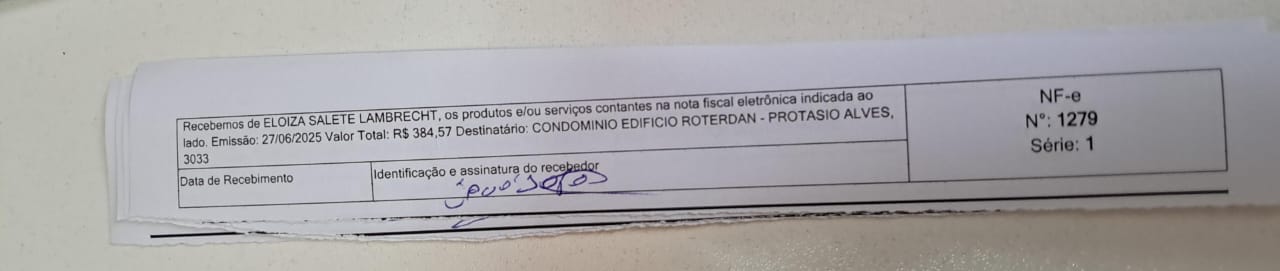 Recebemos de ELOIZA SALETE LAMBRECHT, os produtos e/ou serviços contantes na nota fiscal eletrônica indicada ao
lado. Emissão: 27/06/2025 Valor Total: R$ 384,57 Destinatário: CONDOMINIO EDIFICIO ROTERDAN - PROTASIO ALVES,
3033
Data de Recebimento
Identificação e assinatura do recebedor
NF-e
N°: 1279
Série: 1